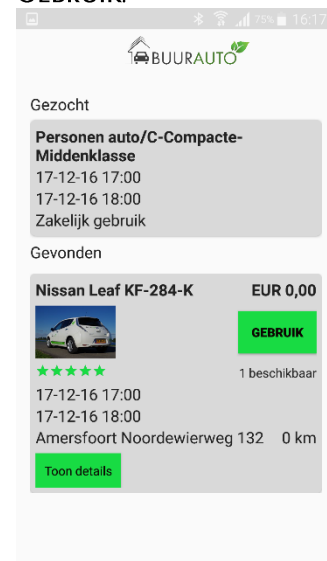 GEBRUIK.
75% 16:17
BUURAUTO
Gezocht
Personen auto/C-Compacte-
Middenklasse
17-12-16 17:00
17-12-16 18:00
Zakelijk gebruik
Gevonden
Nissan Leaf KF-284-K EUR 0,00
GEBRUIK
1 beschikbaar
17-12-16 17:00
17-12-16 18:00
Amersfoort Noordewierweg 132 0 km
Toon details